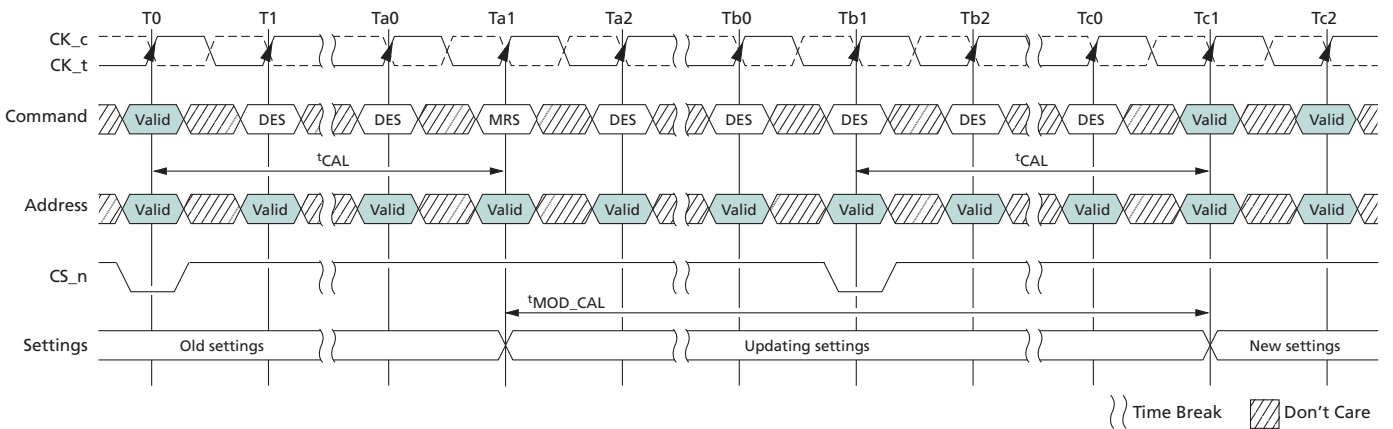 T0 T1 Ta0 Ta1 Ta2 Tb0 Tb1 Tb2 Tc0 Tc1 Tc2
CK_c
CK_t
Command Valid DES DES MRS DES DES DES DES DES Valid Valid
tCAL tCAL
Address Valid Valid Valid Valid Valid Valid Valid Valid Valid Valid Valid
CS_n
tMOD_CAL
Settings Old settings Updating settings New settings
Time Break Don't Care